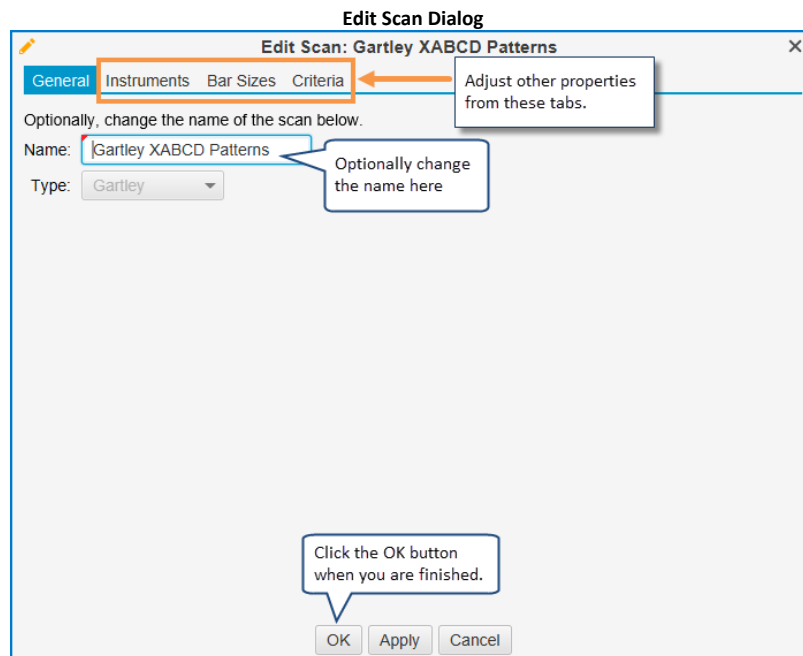 Edit Scan Dialog
Edit Scan: Gartley XABCD Patterns
General Instruments Bar Sizes Criteria
Adjust other properties
from these tabs.
Optionally, change the name of the scan below.
Name: Gartley XABCD Patterns
Optionally change
the name here
Type: Gartley
Click the OK button
when you are finished.
OK Apply Cancel